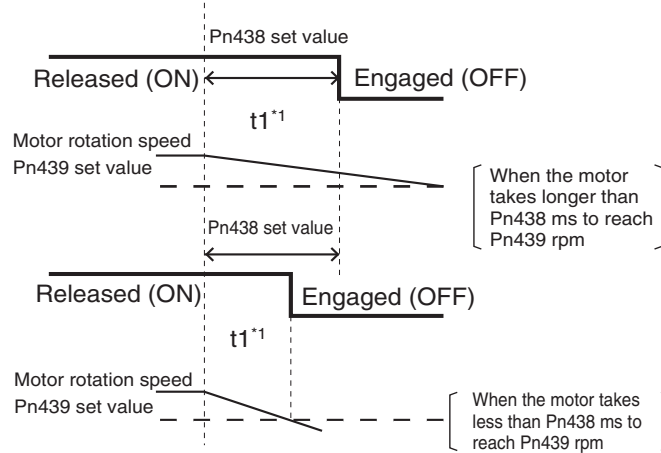 Pn438 set value
Released (ON)
Engaged (OFF)
t1*1
Motor rotation speed
Pn439 set value
When the motor
takes longer than
Pn438 ms to reach
Pn439 rpm
Pn438 set value
Released (ON)
Engaged (OFF)
t1*1
Motor rotation speed
Pn439 set value
When the motor takes
less than Pn438 ms to
reach Pn439 rpm